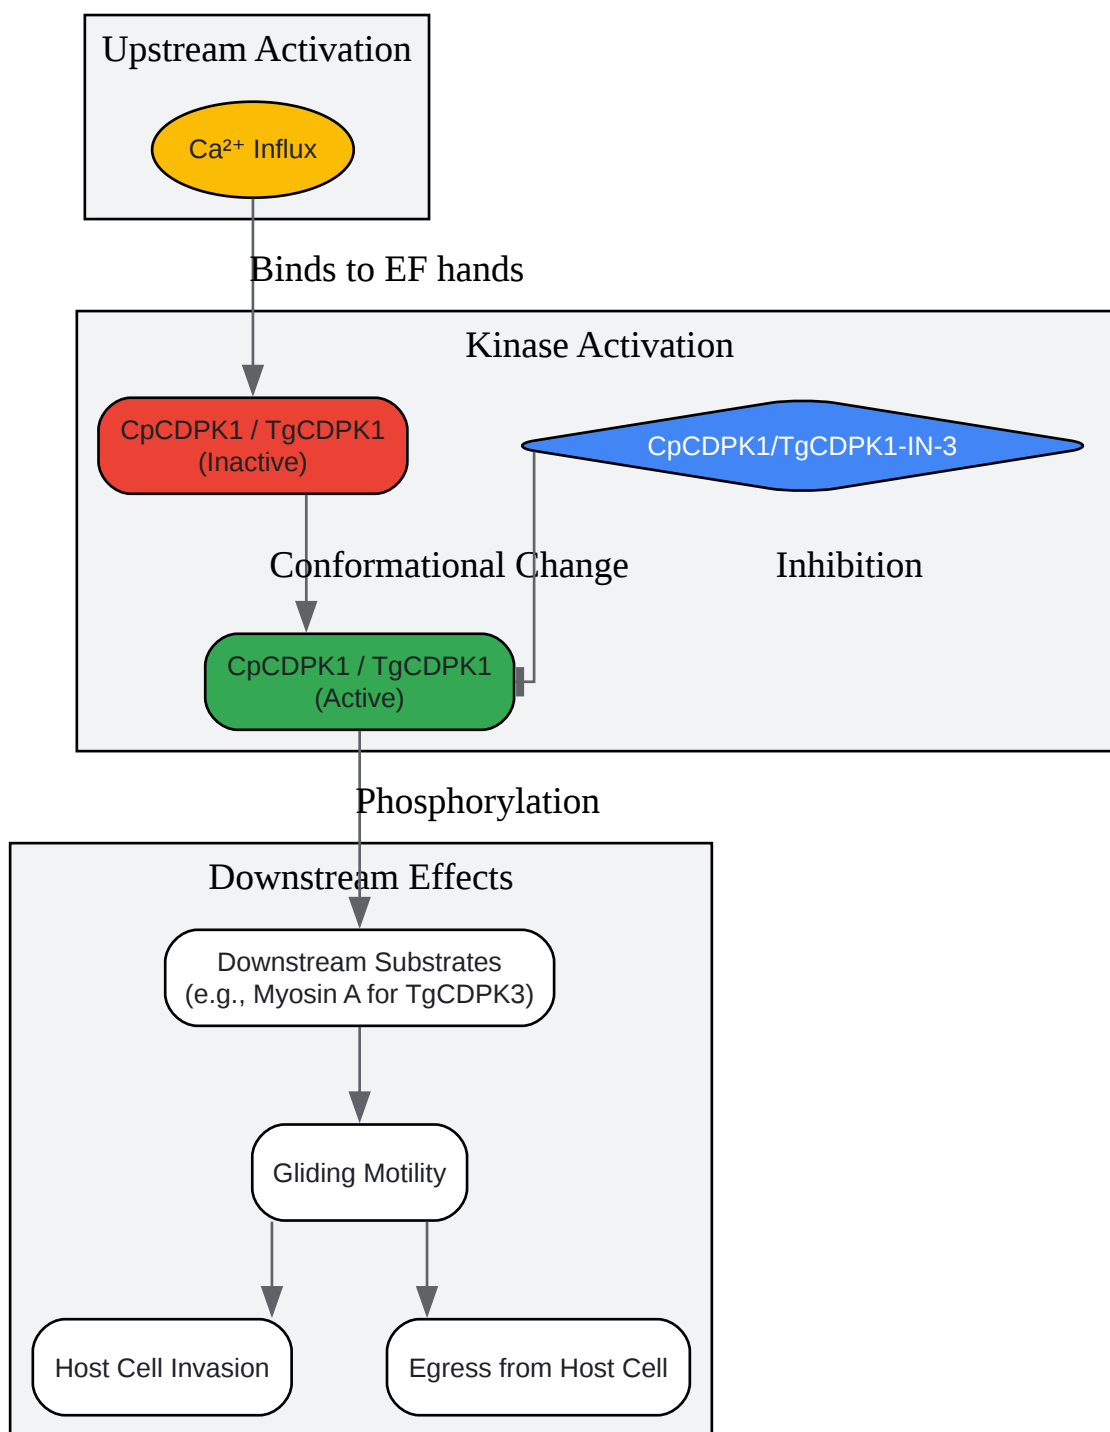 Upstream Activation
Ca²⁺ Influx
Binds to EF hands
Kinase Activation
CpCDPK1 / TgCDPK1
(Inactive)
CpCDPK1/TgCDPK1-IN-3
Conformational Change
Inhibition
CpCDPK1 / TgCDPK1
(Active)
Phosphorylation
Downstream Effects
Downstream Substrates
(e.g., Myosin A for TgCDPK3)
Gliding Motility
Host Cell Invasion
Egress from Host Cell